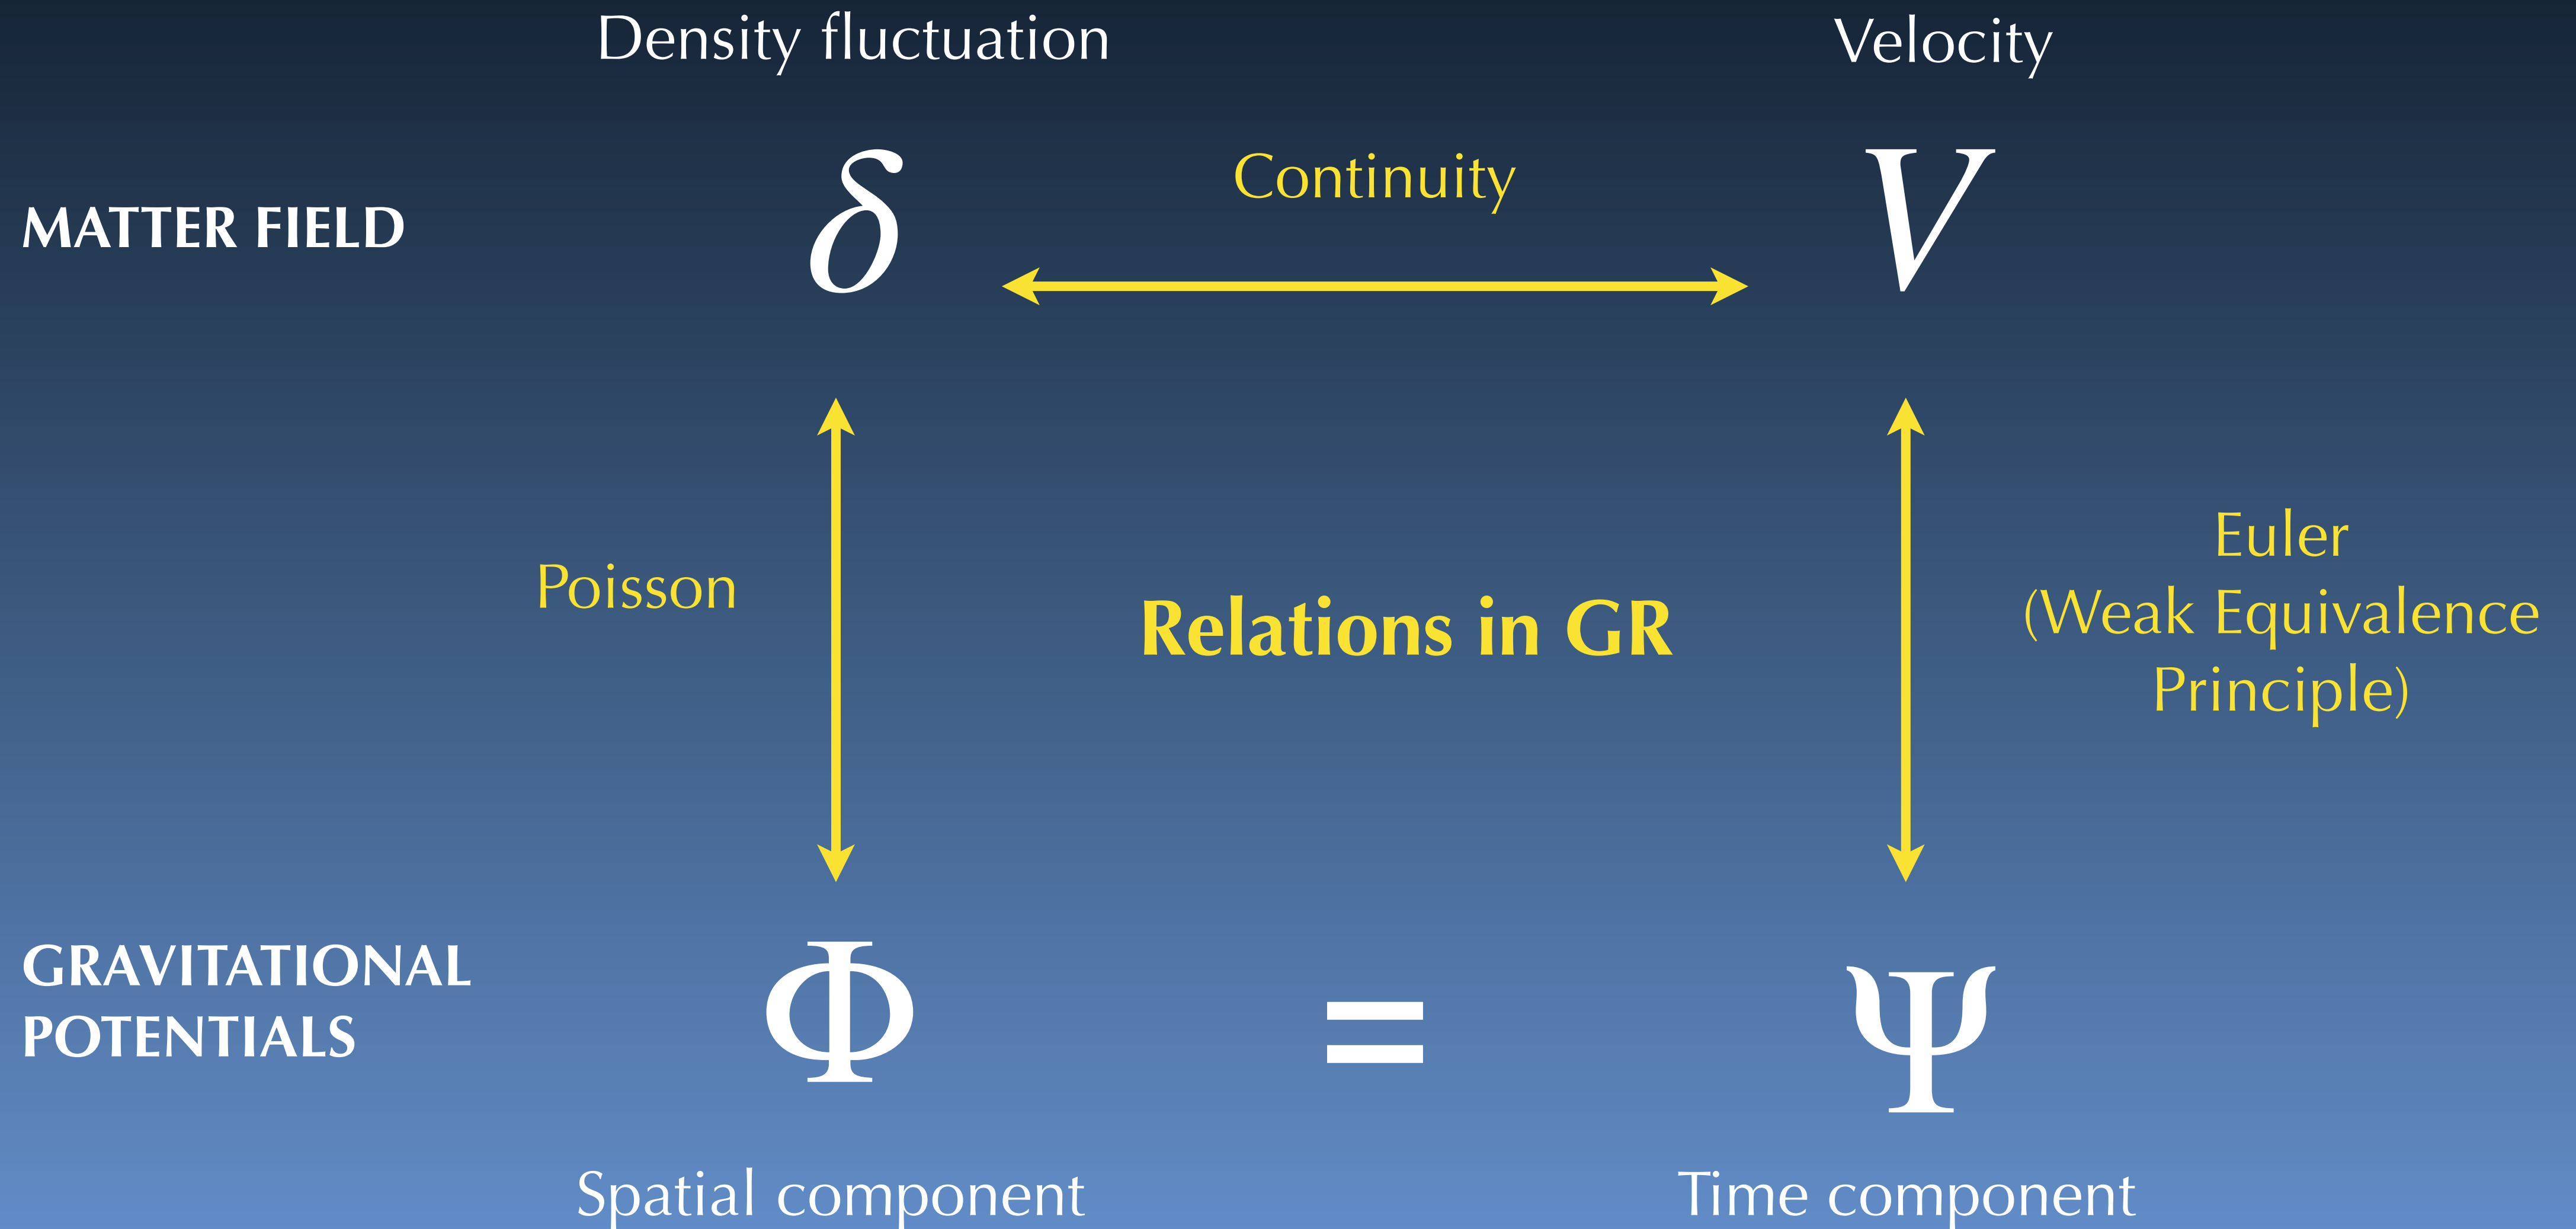 Density fluctuation
Velocity
MATTER FIELD
δ
Continuity
V
Poisson
Relations in GR
Euler
(Weak Equivalence
Principle)
GRAVITATIONAL
POTENTIALS
Φ
=
Ψ
Spatial component
Time component